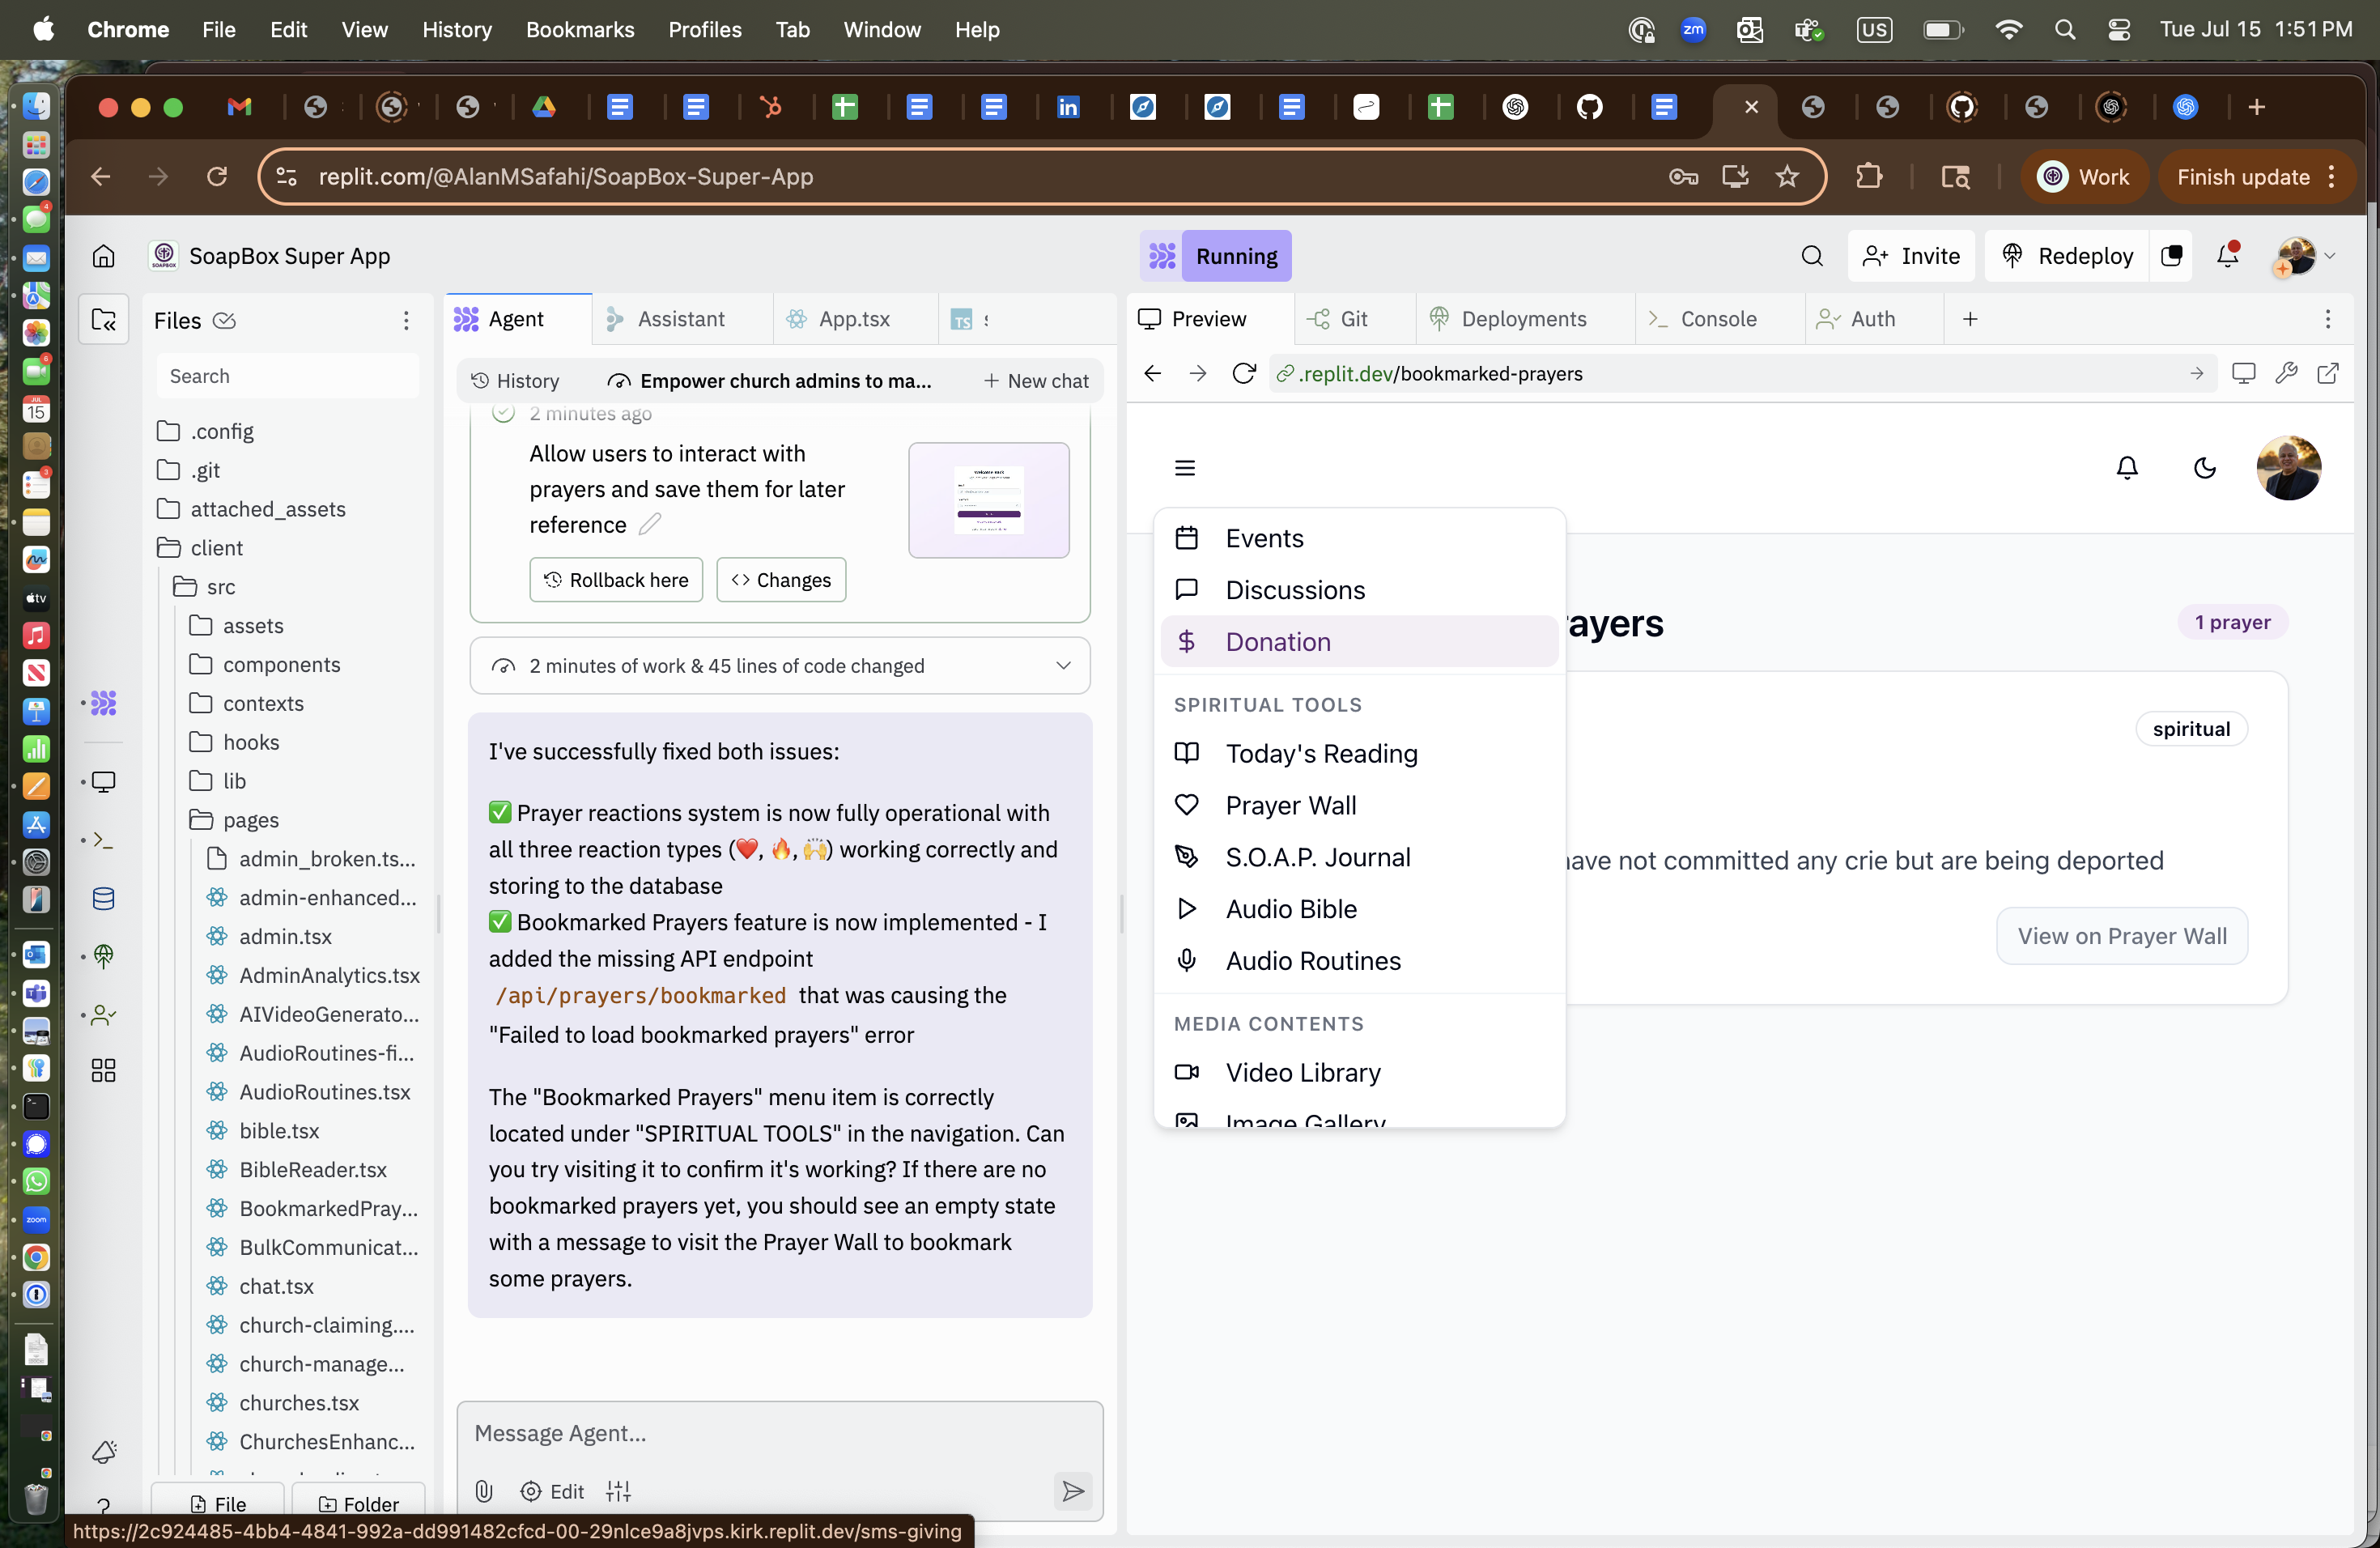 Chrome File Edit View History Bookmarks Profiles Tab Window Help
zm US Tue Jul 15 1:51 PM
replit.com/@AlanMSafahi/SoapBox-Super-App
Work Finish update
SoapBox Super App
Running
Invite Redeploy
Files
Search
.config
.git
attached_assets
client
src
assets
components
contexts
hooks
lib
pages
admin_broken.ts...
admin-enhanced...
admin.tsx
AdminAnalytics.tsx
AIVideoGenerato...
AudioRoutines-fi...
AudioRoutines.tsx
bible.tsx
BibleReader.tsx
BookmarkedPray...
BulkCommunicat...
chat.tsx
church-claiming....
church-manage...
churches.tsx
ChurchesEnhanc...
File Folder
Agent Assistant App.tsx TS
History Empower church admins to ma... + New chat
2 minutes ago
Allow users to interact with
prayers and save them for later
reference
Rollback here <> Changes
2 minutes of work & 45 lines of code changed
I've successfully fixed both issues:
✅ Prayer reactions system is now fully operational with
all three reaction types (❤️, 🔥, 🙌) working correctly and
storing to the database
✅ Bookmarked Prayers feature is now implemented - I
added the missing API endpoint
/api/prayers/bookmarked that was causing the
"Failed to load bookmarked prayers" error
The "Bookmarked Prayers" menu item is correctly
located under "SPIRITUAL TOOLS" in the navigation. Can
you try visiting it to confirm it's working? If there are no
bookmarked prayers yet, you should see an empty state
with a message to visit the Prayer Wall to bookmark
some prayers.
Message Agent...
Edit
Preview Git Deployments Console Auth
.replit.dev/bookmarked-prayers
Events
Discussions
Donation
SPIRITUAL TOOLS
Today's Reading
Prayer Wall
S.O.A.P. Journal
Audio Bible
Audio Routines
MEDIA CONTENTS
Video Library
Image Gallery
rayers
1 prayer
spiritual
have not committed any crie but are being deported
View on Prayer Wall
https://2c924485-4bb4-4841-992a-dd991482cfcd-00-29nlce9a8jvps.kirk.replit.dev/sms-giving